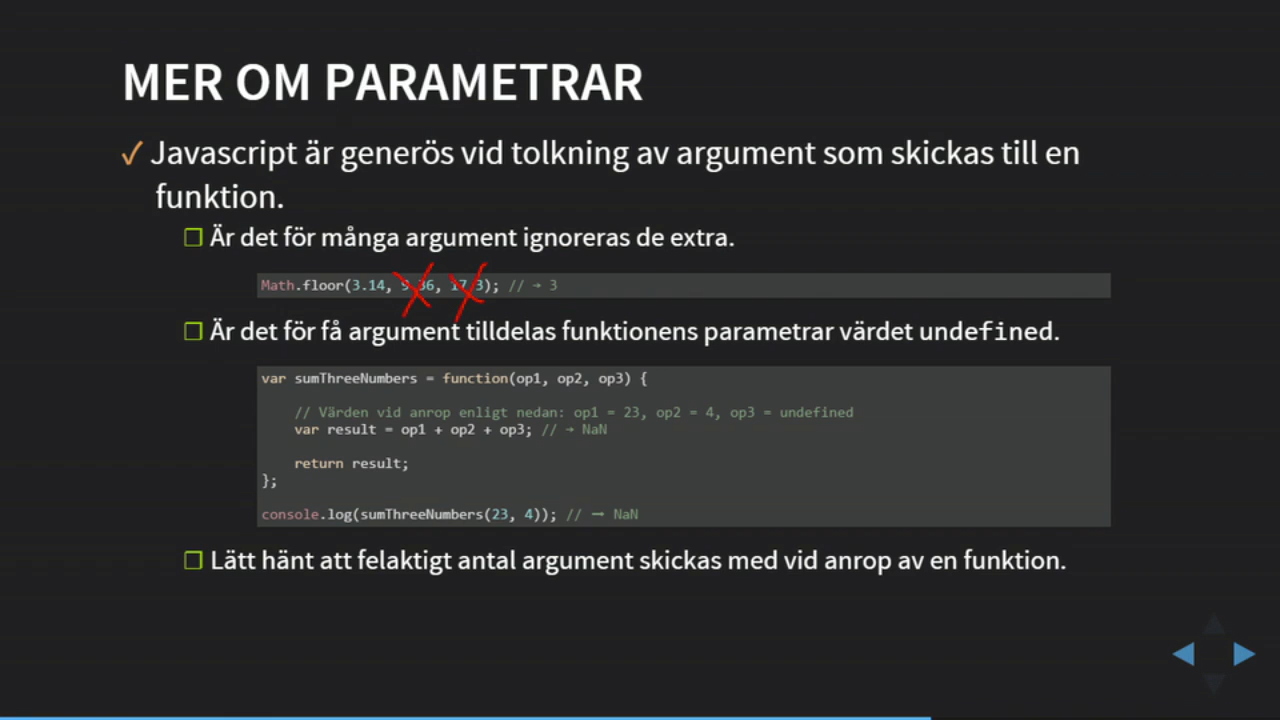 MER OM PARAMETRAR
✓ Javascript är generös vid tolkning av argument som skickas till en
funktion.
❒ Är det för många argument ignoreras de extra.
Math.floor(3.14, 9.36, 17.3); // → 3
❒ Är det för få argument tilldelas funktionens parametrar värdet undefined.
var sumThreeNumbers = function(op1, op2, op3) {
// Värden vid anrop enligt nedan: op1 = 23, op2 = 4, op3 = undefined
var result = op1 + op2 + op3; // → NaN
return result;
};
console.log(sumThreeNumbers(23, 4)); // → NaN
❒ Lätt hänt att felaktigt antal argument skickas med vid anrop av en funktion.